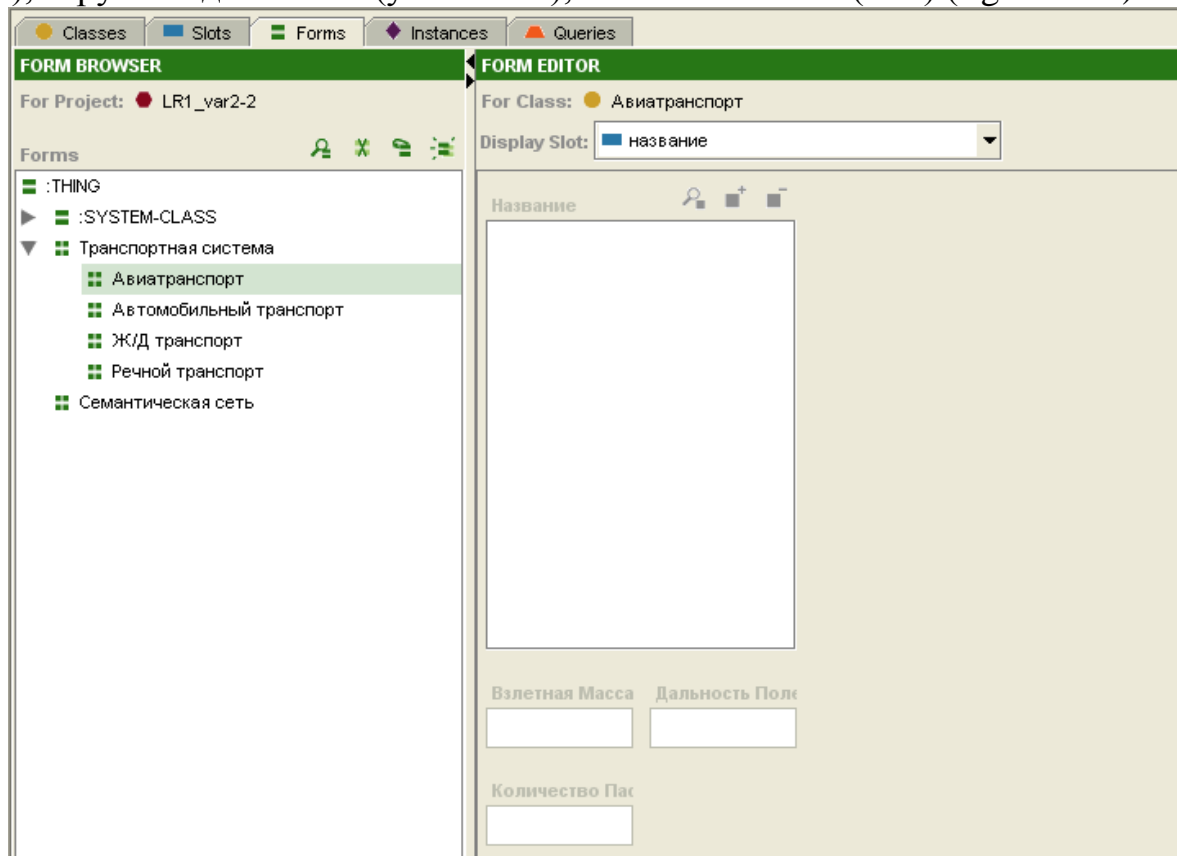 Classes Slots Forms Instances Queries
FORM BROWSER
For Project: LR1_var2-2
Forms
:THING
:SYSTEM-CLASS
Транспортная система
Авиатранспорт
Автомобильный транспорт
Ж/Д транспорт
Речной транспорт
Семантическая сеть
FORM EDITOR
For Class: Авиатранспорт
Display Slot: название
Название
Взлетная Масса Дальность Поле
Количество Пас